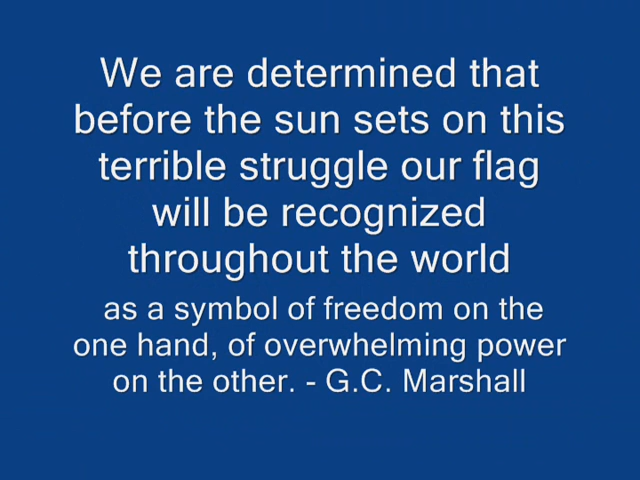 We are determined that
before the sun sets on this
terrible struggle our flag
will be recognized
throughout the world
as a symbol of freedom on the
one hand, of overwhelming power
on the other. - G.C. Marshall